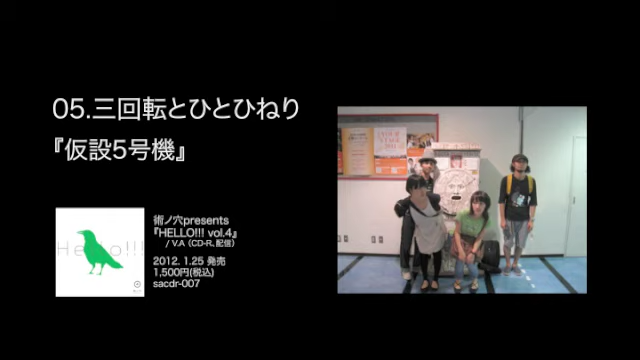 05.三回転とひとひねり
『仮設5号機』
Hello!!!
術ノ穴presents
『HELLO!!! vol.4』
/ V.A (CD-R、配信)
2012. 1.25 発売
1,500円(税込)
sacdr-007